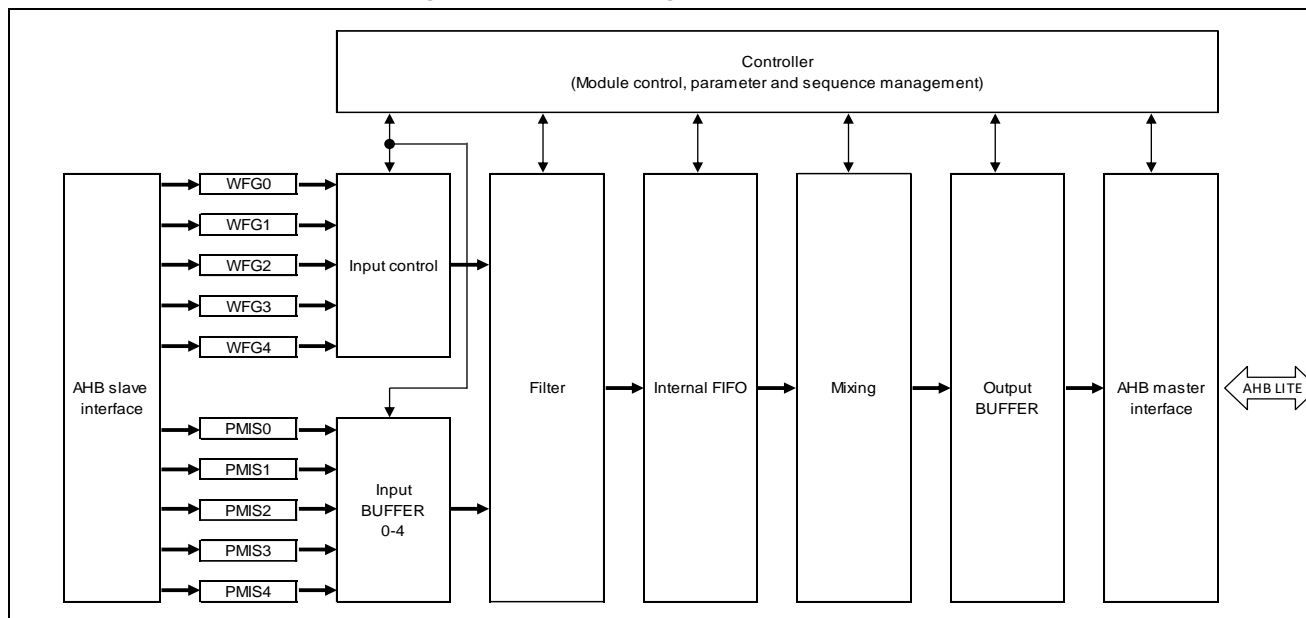 Controller
(Module control, parameter and sequence management)
WFG0
WFG1
WFG2
WFG3
WFG4
Input control
AHB slave
interface
PMIS0
PMIS1
PMIS2
PMIS3
PMIS4
Input
BUFFER
0-4
Filter
Internal FIFO
Mixing
Output
BUFFER
AHB master
interface
AHB LITE